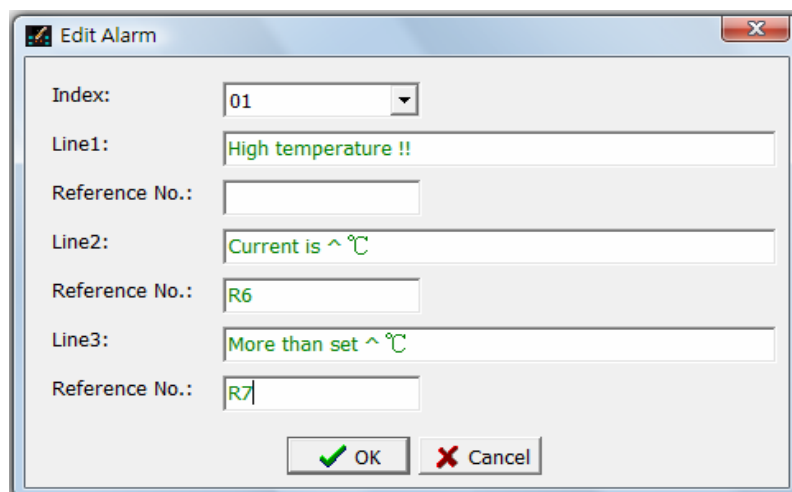 Edit Alarm
Index: 01
Line1: High temperature !!
Reference No.:
Line2: Current is ^ ℃
Reference No.: R6
Line3: More than set ^ ℃
Reference No.: R7
OK Cancel